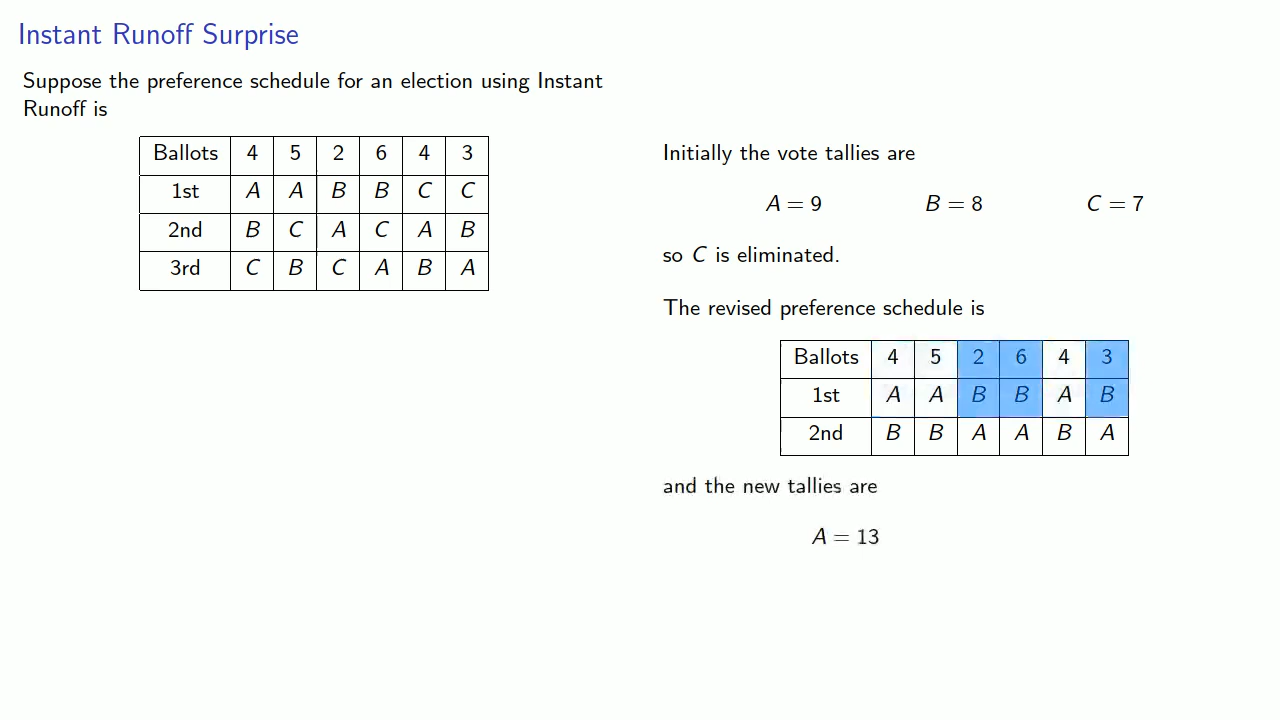 Instant Runoff Surprise
Suppose the preference schedule for an election using Instant
Runoff is
Ballots 4 5 2 6 4 3
1st A A B B C C
2nd B C A C A B
3rd C B C A B A
Initially the vote tallies are
A = 9 B = 8 C = 7
so C is eliminated.
The revised preference schedule is
Ballots 4 5 2 6 4 3
1st A A B B A B
2nd B B A A B A
and the new tallies are
A = 13